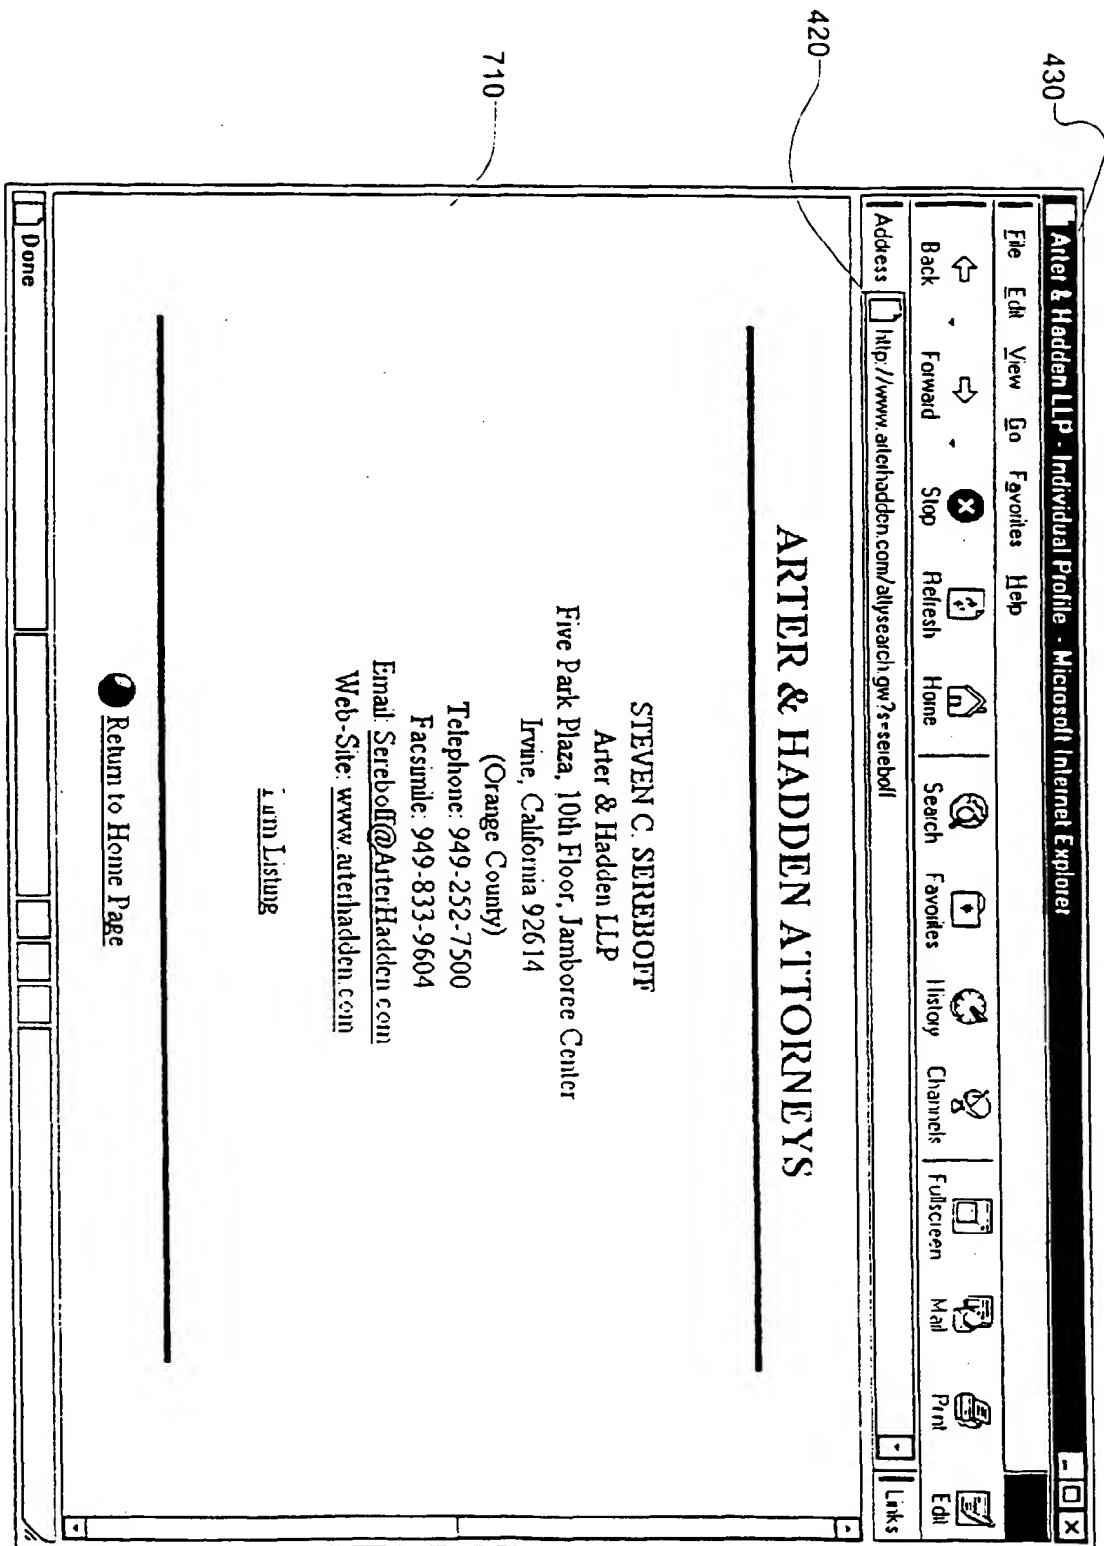 430
420
710
Arter & Hadden LLP - Individual Profile - Microsoft Internet Explorer
File Edit View Go Favorites Help
Back Forward Stop Refresh Home Search Favorites History Channels Fullscreen Mail Print Edit
Address http://www.arterhadden.com/attysearch.gw?s=sereboff Links
ARTER & HADDEN ATTORNEYS
STEVEN C. SEREBOFF
Arter & Hadden LLP
Five Park Plaza, 10th Floor, Jamboree Center
Irvine, California 92614
(Orange County)
Telephone: 949-252-7500
Facsimile: 949-833-9604
Email: Sereboff@ArterHadden.com
Web-Site: www.arterhadden.com
Listing
Return to Home Page
Done